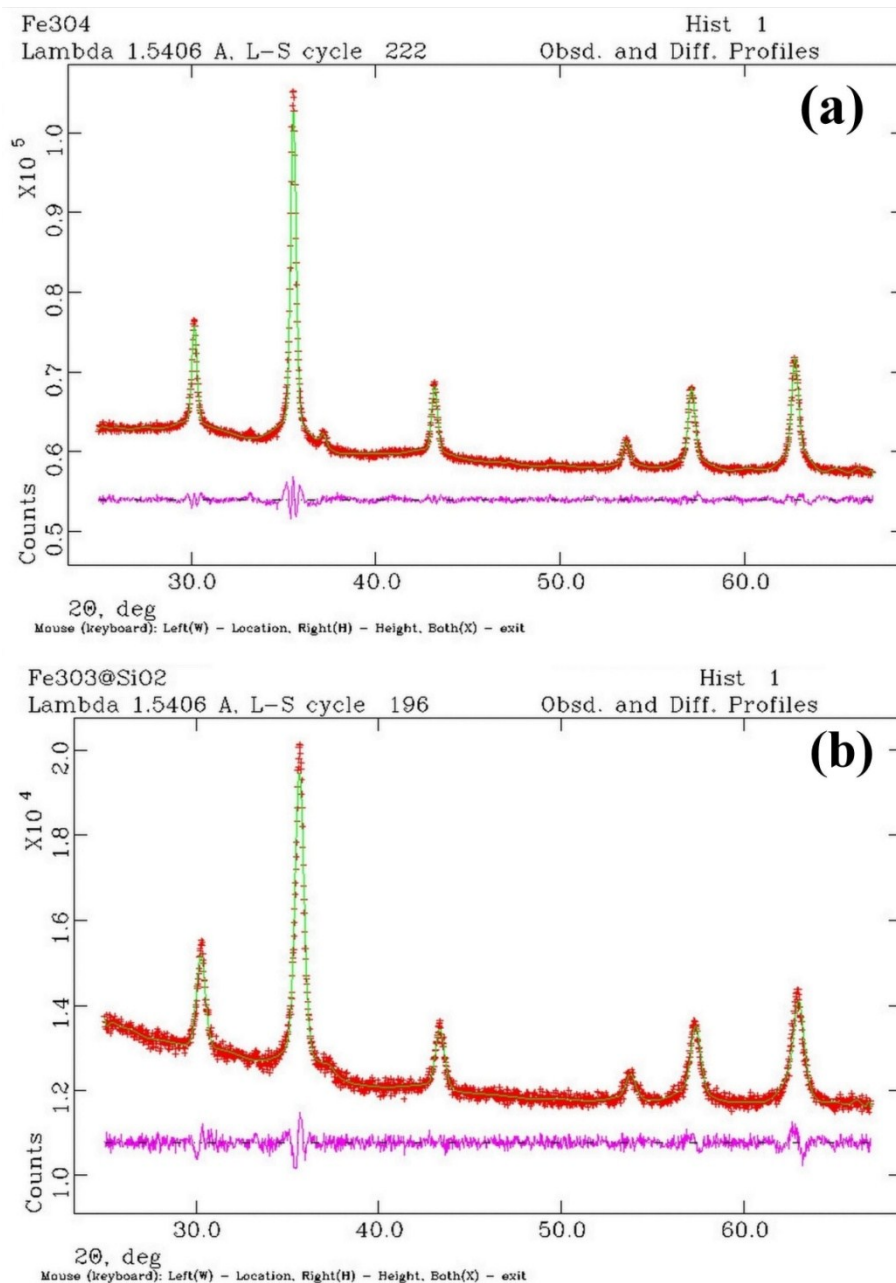 Fe3O4 Hist 1
Lambda 1.5406 A, L-S cycle 222 Obsd. and Diff. Profiles
(a)
X10 5
1.0
0.9
0.8
0.7
0.6
0.5
Counts
30.0 40.0 50.0 60.0
2Θ, deg
Mouse (keyboard): Left(W) - Location, Right(H) - Height, Both(X) - exit
Fe3O3@SiO2 Hist 1
Lambda 1.5406 A, L-S cycle 196 Obsd. and Diff. Profiles
(b)
X10 4
2.0
1.8
1.6
1.4
1.2
1.0
Counts
30.0 40.0 50.0 60.0
2Θ, deg
Mouse (keyboard): Left(W) - Location, Right(H) - Height, Both(X) - exit